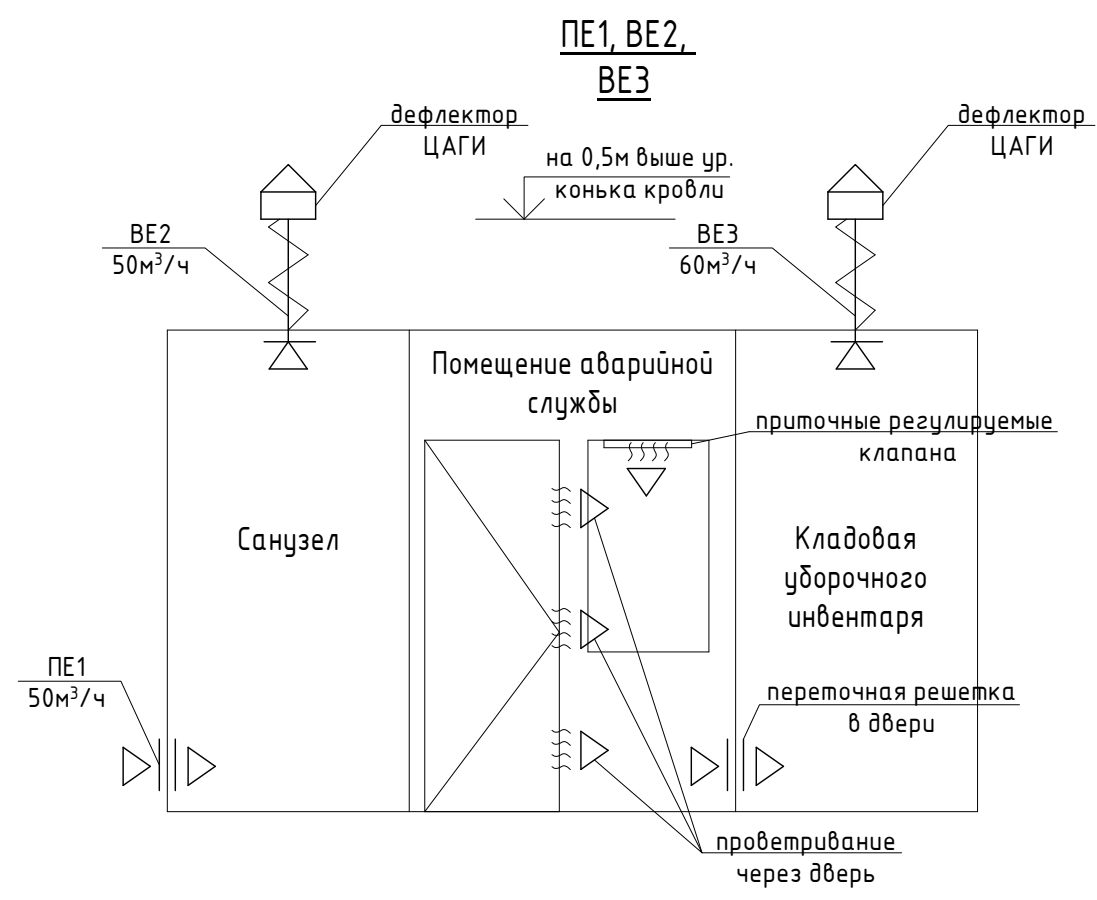 ПЕ1, ВЕ2,
ВЕ3
дефлектор
ЦАГИ
дефлектор
ЦАГИ
на 0,5м выше ур.
конька кровли
ВЕ2
50м³/ч
ВЕ3
60м³/ч
Помещение аварийной
службы
приточные регулируемые
клапана
Санузел
Кладовая
уборочного
инвентаря
ПЕ1
50м³/ч
переточная решетка
в двери
проветривание
через дверь